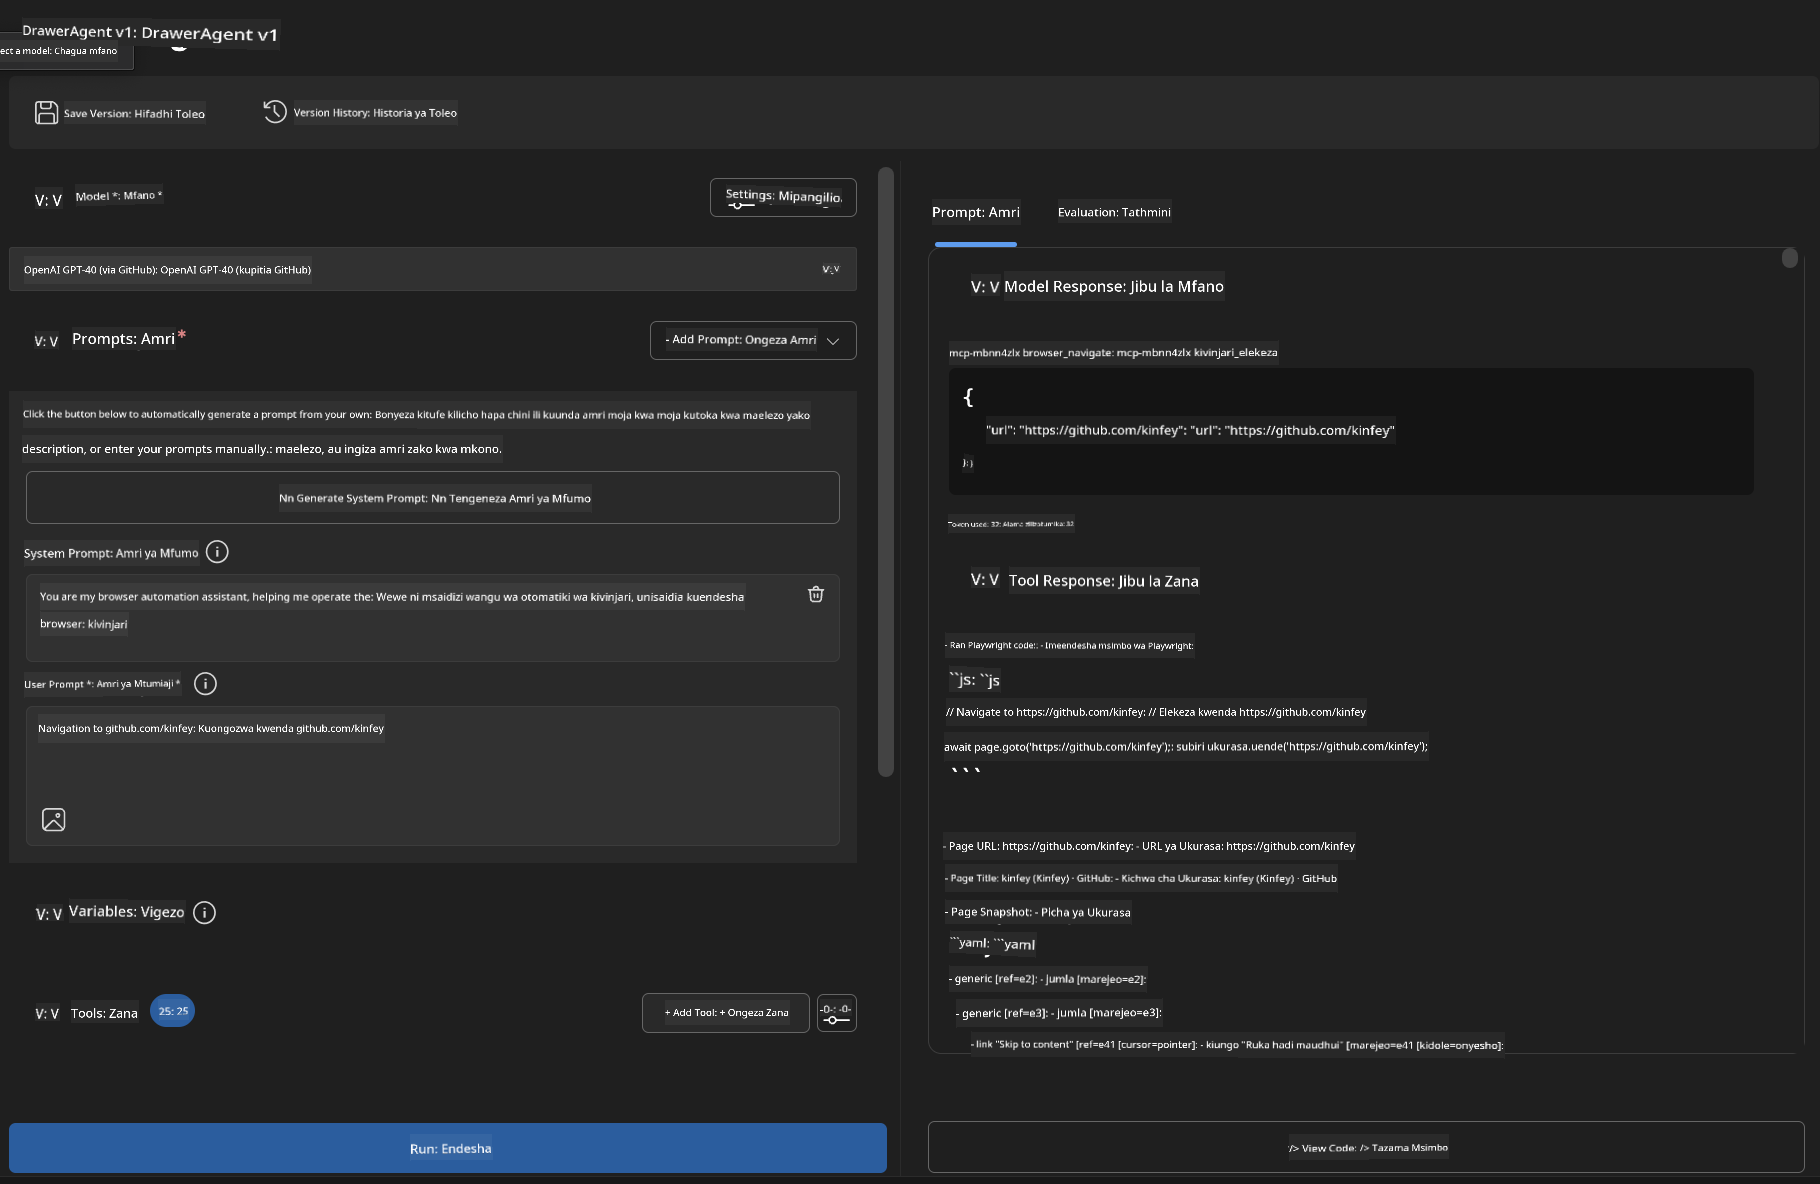 DrawerAgent v1: DrawerAgent v1
ect a model: Chagua mfano
Save Version: Hifadhi Toleo
Version History: Historia ya Toleo
V: V Model *: Mfano *
Settings: Mipangilio.
OpenAI GPT-40 (via GitHub): OpenAI GPT-40 (kupitia GitHub)
V: V
V: V Prompts: Amri*
- Add Prompt: Ongeza Amri
Click the button below to automatically generate a prompt from your own: Bonyeza kitufe kilicho hapa chini ili kuunda amri moja kwa moja kutoka kwa maelezo yako
description, or enter your prompts manually.: maelezo, au ingiza amri zako kwa mkono.
Nn Generate System Prompt: Nn Tengeneza Amri ya Mfumo
System Prompt: Amri ya Mfumo
You are my browser automation assistant, helping me operate the: Wewe ni msaidizi wangu wa otomatiki wa kivinjari, unisaidia kuendesha
browser: kivinjari
User Prompt *: Amri ya Mtumiaji *
Navigation to github.com/kinfey: Kuongozwa kwenda github.com/kinfey
V: V Variables: Vigezo
V: V Tools: Zana 25: 25
+ Add Tool: + Ongeza Zana
-0-: -0-
Run: Endesha
Prompt: Amri
Evaluation: Tathmini
V: V Model Response: Jibu la Mfano
mcp-mbnn4zlx browser_navigate: mcp-mbnn4zlx kivinjari_elekeza
{
"url": "https://github.com/kinfey": "url": "https://github.com/kinfey"
}: }
Token used: 32: Alama zilizotumika: 32
V: V Tool Response: Jibu la Zana
- Ran Playwright code:: - Imeendesha msimbo wa Playwright:
``js: ``js
// Navigate to https://github.com/kinfey: // Elekeza kwenda https://github.com/kinfey
await page.goto('https://github.com/kinfey');: subiri ukurasa.uende('https://github.com/kinfey');
```
- Page URL: https://github.com/kinfey: - URL ya Ukurasa: https://github.com/kinfey
- Page Title: kinfey (Kinfey) · GitHub: - Kichwa cha Ukurasa: kinfey (Kinfey) · GitHub
- Page Snapshot: - Picha ya Ukurasa
```yaml: ```yaml
- generic [ref=e2]: - jumla [marejeo=e2]:
- generic [ref=e3]: - jumla [marejeo=e3]:
- link "Skip to content" [ref=e41 [cursor=pointer]: - kiungo "Ruka hadi maudhui" [marejeo=e41 [kidole=onyesho]:
/> View Code: /> Tazama Msimbo